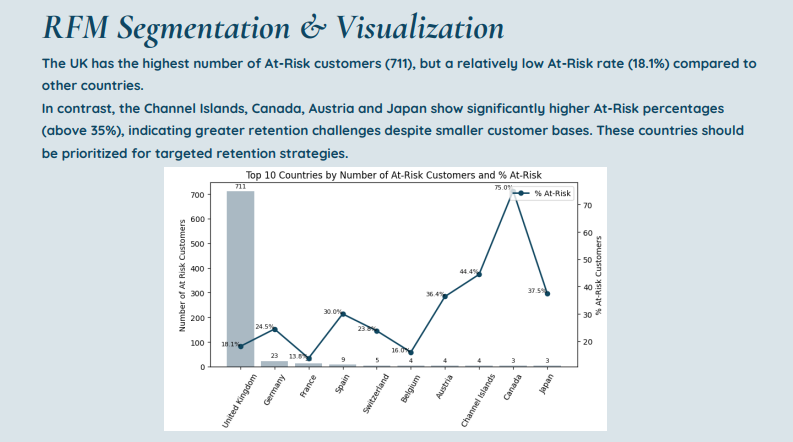 RFM Segmentation & Visualization
The UK has the highest number of At-Risk customers (711), but a relatively low At-Risk rate (18.1%) compared to
other countries.
In contrast, the Channel Islands, Canada, Austria and Japan show significantly higher At-Risk percentages
(above 35%), indicating greater retention challenges despite smaller customer bases. These countries should
be prioritized for targeted retention strategies.
Top 10 Countries by Number of At-Risk Customers and % At-Risk
711
75.0%
% At-Risk
700
600
500
400
300
200
100
0
Number of At Risk Customers
70
60
50
40
30
20
% At-Risk Customers
18.1%
24.5%
13.8%
30.0%
23.8%
16.0%
36.4%
44.4%
37.5%
23
9
5
4
4
4
3
3
United Kingdom
Germany
France
Spain
Switzerland
Belgium
Austria
Channel Islands
Canada
Japan